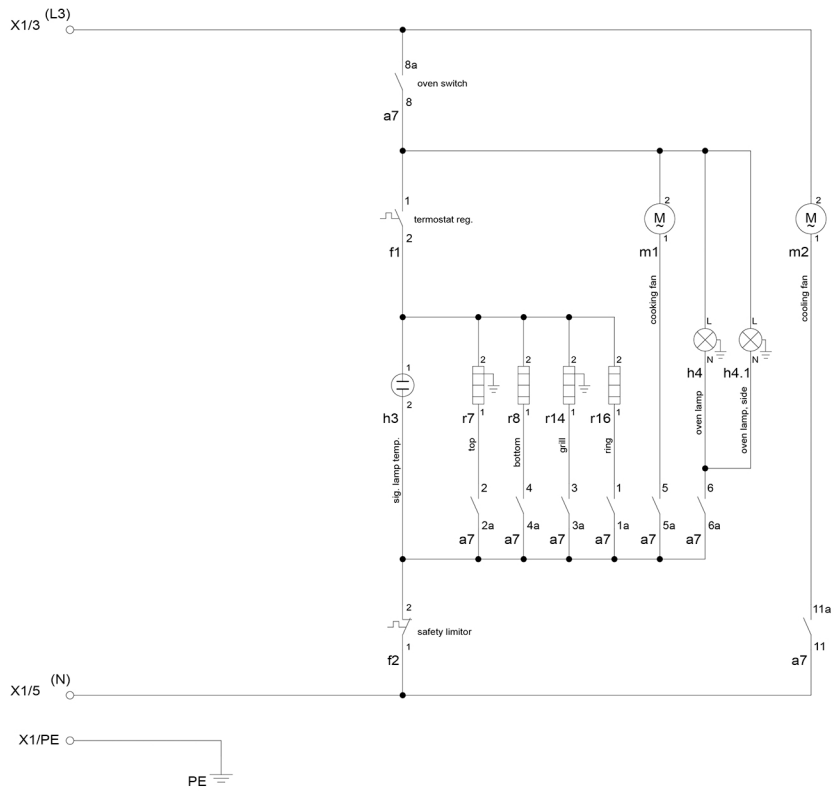 (L3)
X1/3
8a
oven switch
8
a7
1
termostat reg.
2
f1
2
M
~
1
m1
cooking fan
2
M
~
1
m2
cooling fan
L
N
h4
oven lamp
L
N
h4.1
oven lamp, side
1
2
h3
sig. lamp temp.
2
1
r7
top
2
1
r8
bottom
2
1
r14
grill
2
1
r16
ring
2
2a
a7
4
4a
a7
3
3a
a7
1
1a
a7
5
5a
a7
6
6a
a7
2
safety limitor
1
f2
11a
11
a7
(N)
X1/5
X1/PE
PE